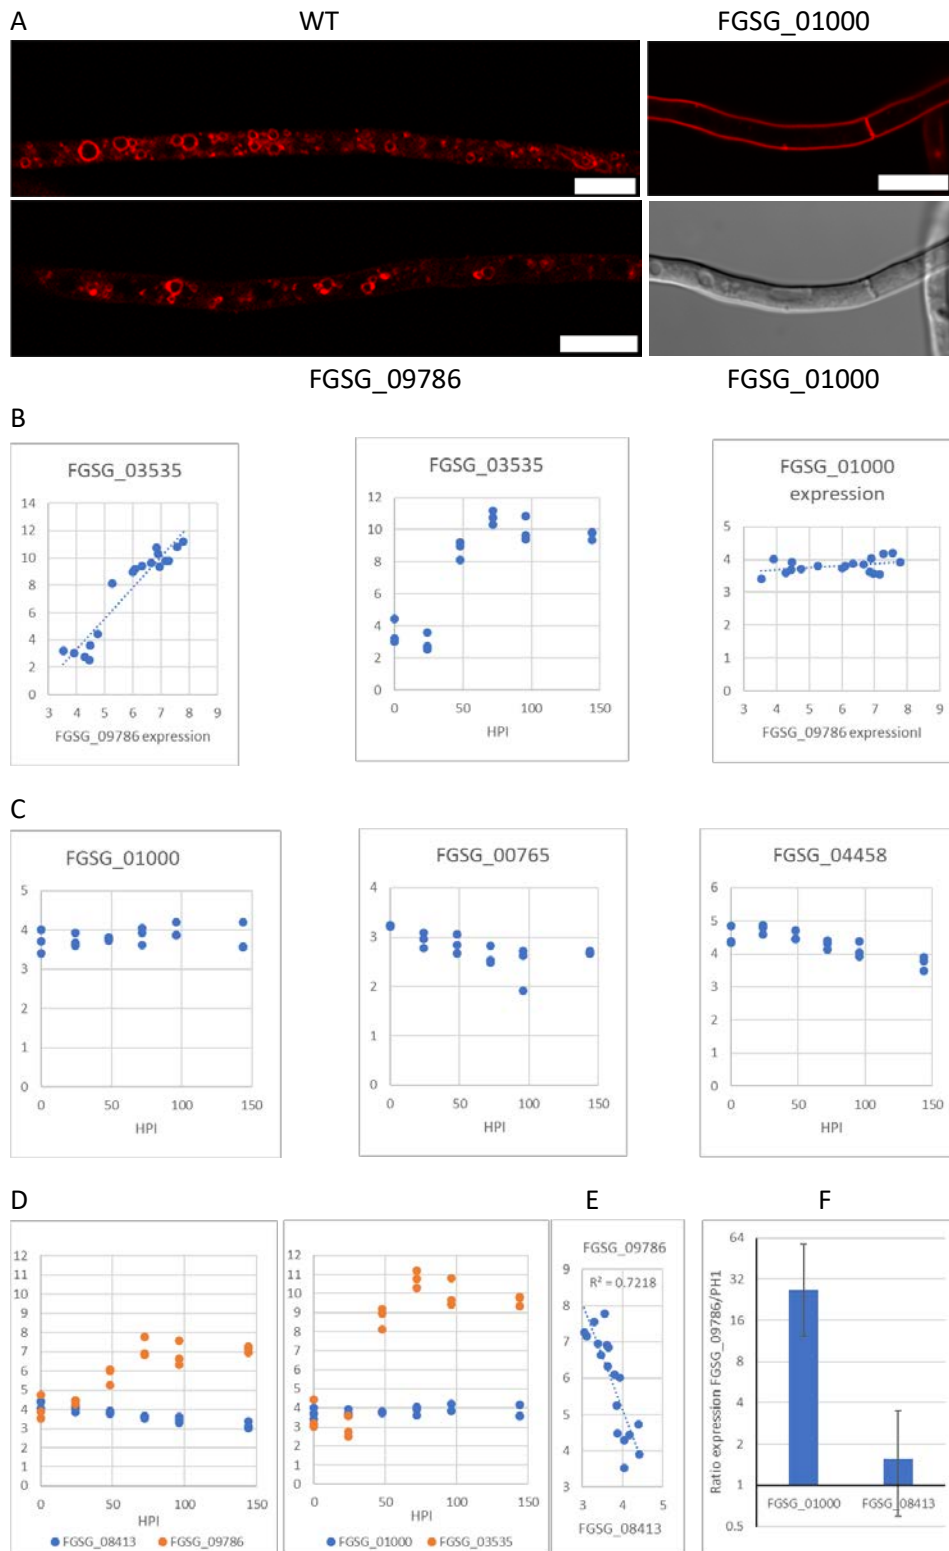 A WT FGSG_01000
FGSG_09786 FGSG_01000
B
FGSG_03535
14
12
10
8
6
4
2
0
3 4 5 6 7 8 9
FGSG_09786 expression
FGSG_03535
12
10
8
6
4
2
0
0 50 100 150
HPI
FGSG_01000
expression
5
4
3
2
1
0
3 4 5 6 7 8 9
FGSG_09786 expressionl
C
FGSG_01000
5
4
3
2
1
0
0 50 100 150
HPI
FGSG_00765
4
3
2
1
0
0 50 100 150
HPI
FGSG_04458
6
5
4
3
2
1
0
0 50 100 150
HPI
D
12
11
10
9
8
7
6
5
4
3
2
1
0
0 50 100 150
HPI
FGSG_08413 FGSG_09786
12
11
10
9
8
7
6
5
4
3
2
1
0
0 50 100 150
HPI
FGSG_01000 FGSG_03535
E
FGSG_09786
R² = 0.7218
9
8
7
6
5
4
3
3 4 5
FGSG_08413
F
Ratio expression FGSG_09786/PH1
64
32
16
8
4
2
1
0.5
FGSG_01000 FGSG_08413